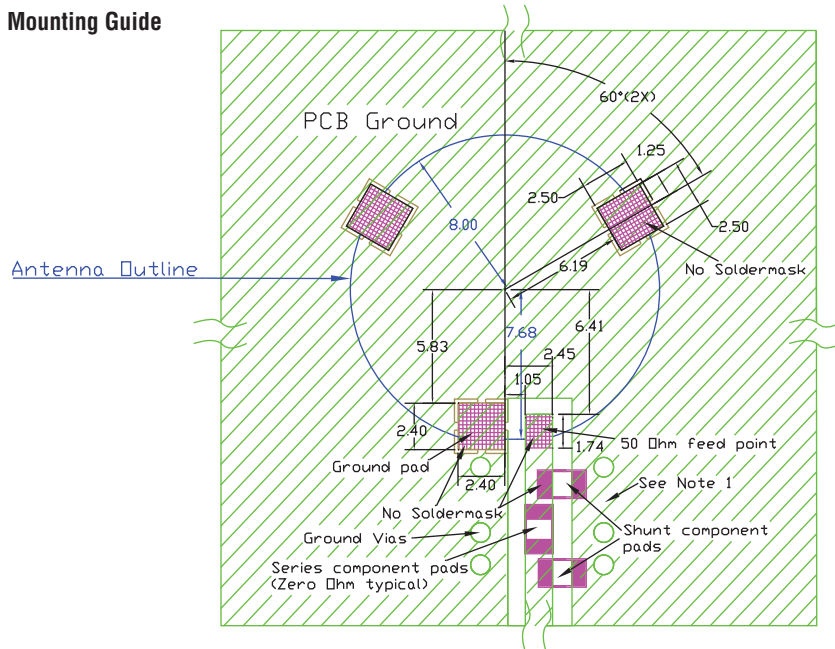 Mounting Guide
60°(2X)
PCB Ground
1.25
2.50
8.00
2.50
6.19
No Soldermask
Antenna Outline
7.68
6.41
5.83
2.45
1.05
2.40
1.74
50 Ohm feed point
Ground pad
2.40
See Note 1
No Soldermask
Ground Vias
Shunt component
pads
Series component pads
(Zero Ohm typical)